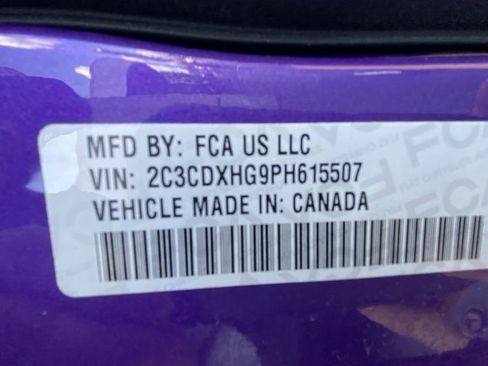 MFD BY: FCA US LLC
VIN: 2C3CDXHG9PH615507
VEHICLE MADE IN: CANADA